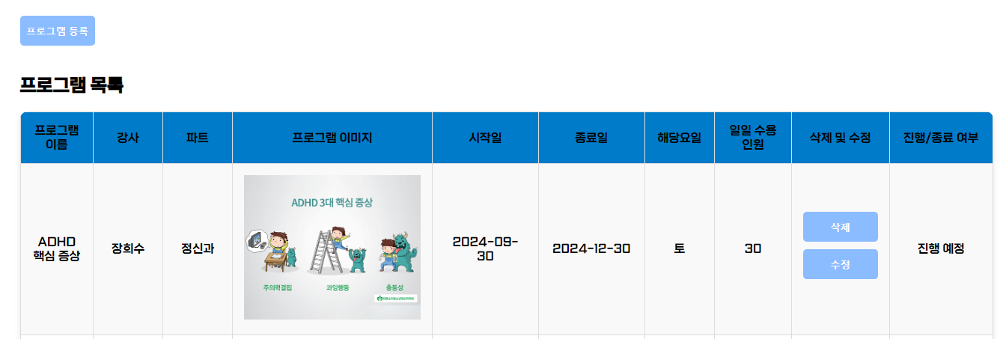 프로그램 등록
프로그램 목록
프로그램
이름
강사
파트
프로그램 이미지
시작일
종료일
해당요일
일일 수용
인원
삭제 및 수정
진행/종료 여부
ADHD
핵심 증상
장희수
정신과
ADHD 3대 핵심 증상
주의력결핍
과잉행동
충동성
2024-09-
30
2024-12-30
토
30
삭제
수정
진행 예정